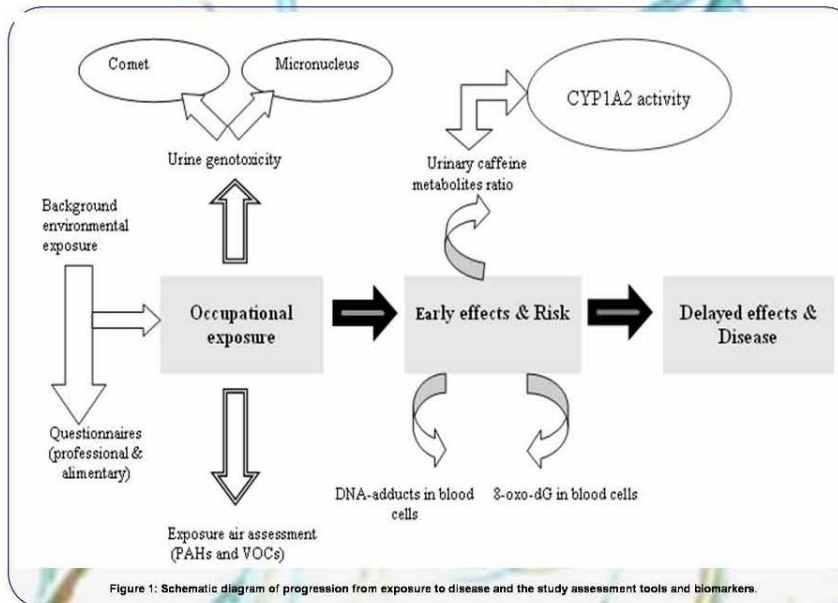 Comet
Micronucleus
CYP1A2 activity
Urine genotoxicity
Urinary caffeine
metabolites ratio
Background
environmental
exposure
Occupational
exposure
Early effects & Risk
Delayed effects &
Disease
Questionnaires
(professional &
alimentary)
DNA-adducts in blood
cells
8-oxo-dG in blood cells
Exposure air assessment
(PAHs and VOCs)
Figure 1: Schematic diagram of progression from exposure to disease and the study assessment tools and biomarkers.